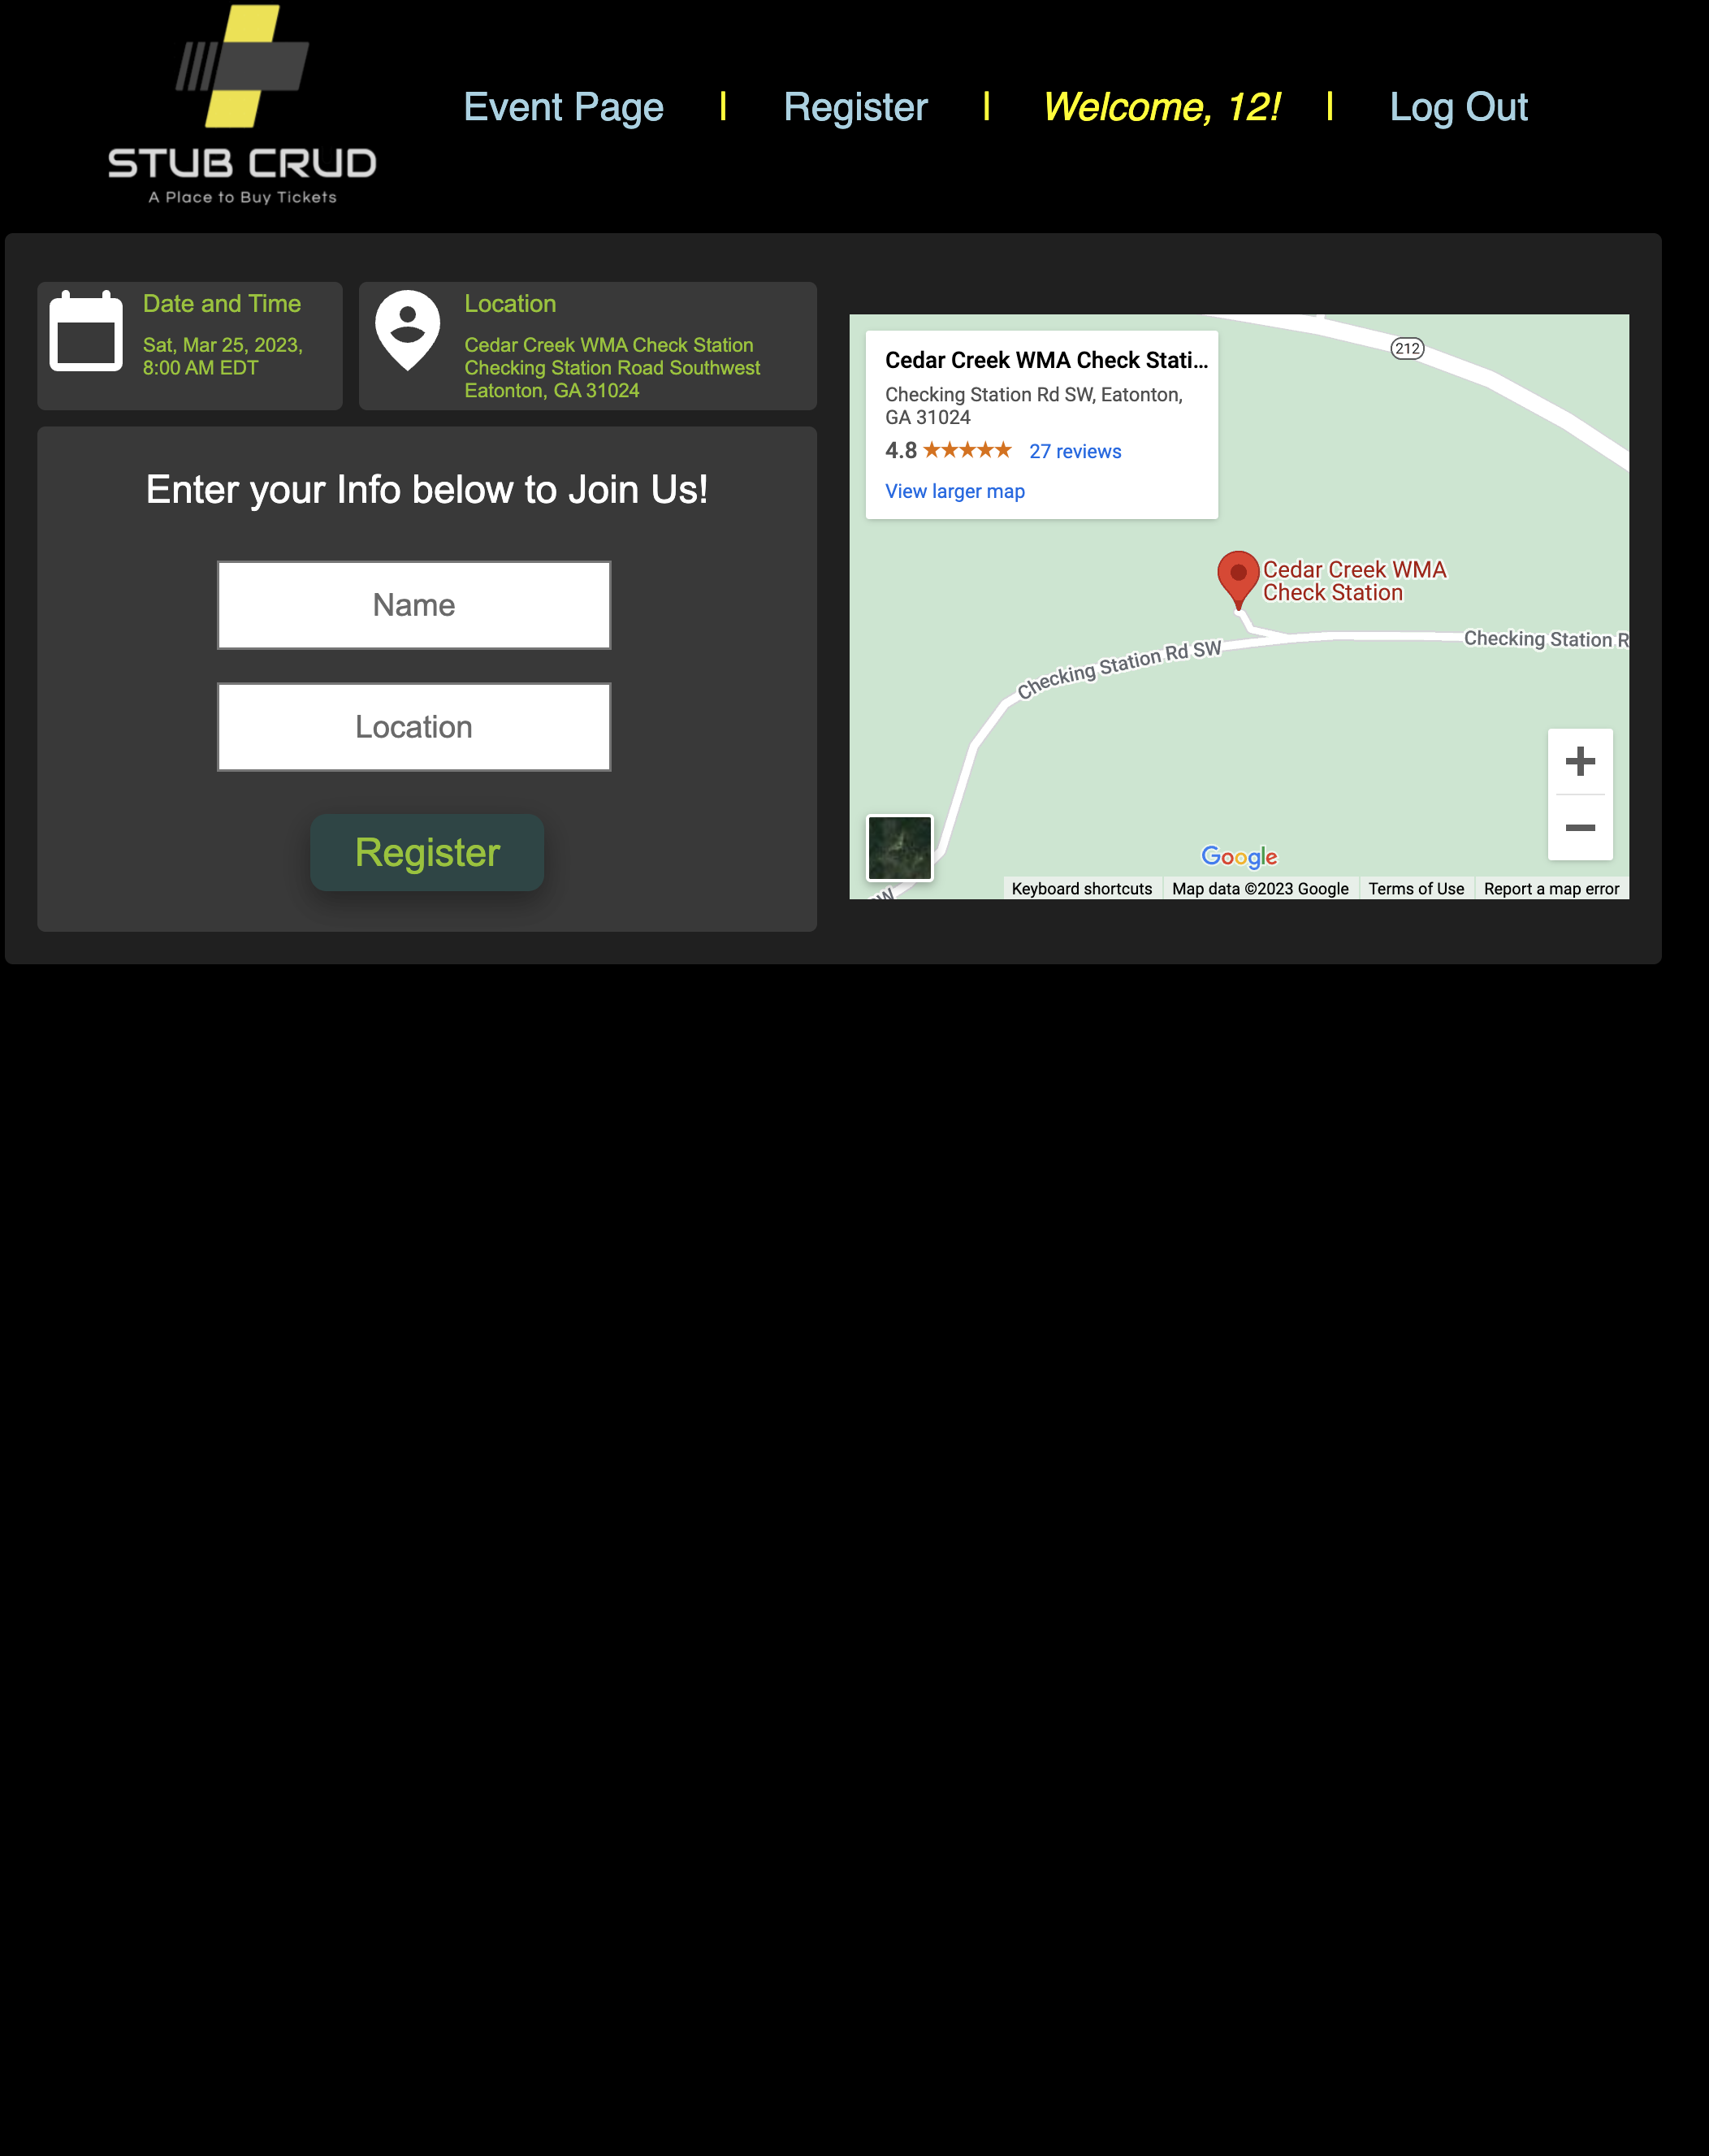 STUB CRUD
A Place to Buy Tickets
Event Page | Register | Welcome, 12! | Log Out
Date and Time
Sat, Mar 25, 2023,
8:00 AM EDT
Location
Cedar Creek WMA Check Station
Checking Station Road Southwest
Eatonton, GA 31024
Enter your Info below to Join Us!
Name
Location
Register
212
Cedar Creek WMA Check Stati...
Checking Station Rd SW, Eatonton,
GA 31024
4.8 ★★★★★ 27 reviews
View larger map
Cedar Creek WMA
Check Station
Checking Station Rd SW
Checking Station R
W
+
−
Google
Keyboard shortcuts
Map data ©2023 Google
Terms of Use
Report a map error